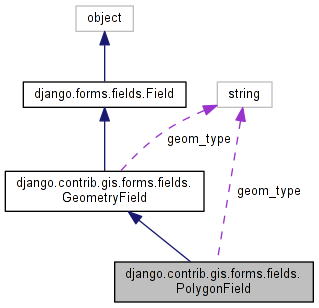 object
django.forms.fields.Field
string
geom_type
django.contrib.gis.forms.fields.
GeometryField
geom_type
django.contrib.gis.forms.fields.
PolygonField